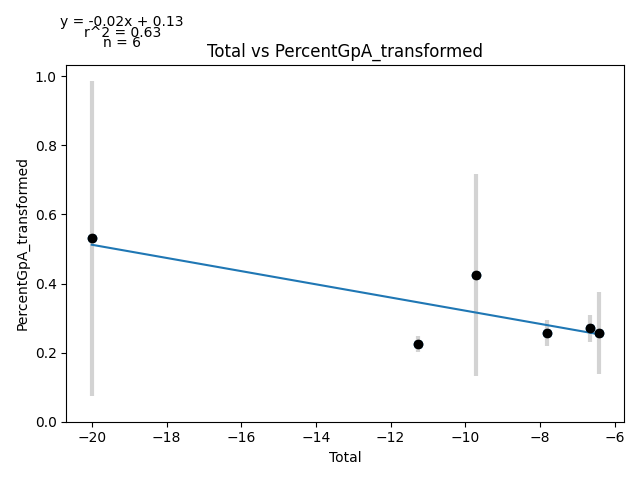 y = -0.02x + 0.13
r^2 = 0.63
n = 6
Total vs PercentGpA_transformed
PercentGpA_transformed
1.0
0.8
0.6
0.4
0.2
0.0
−20
−18
−16
−14
−12
−10
−8
−6
Total